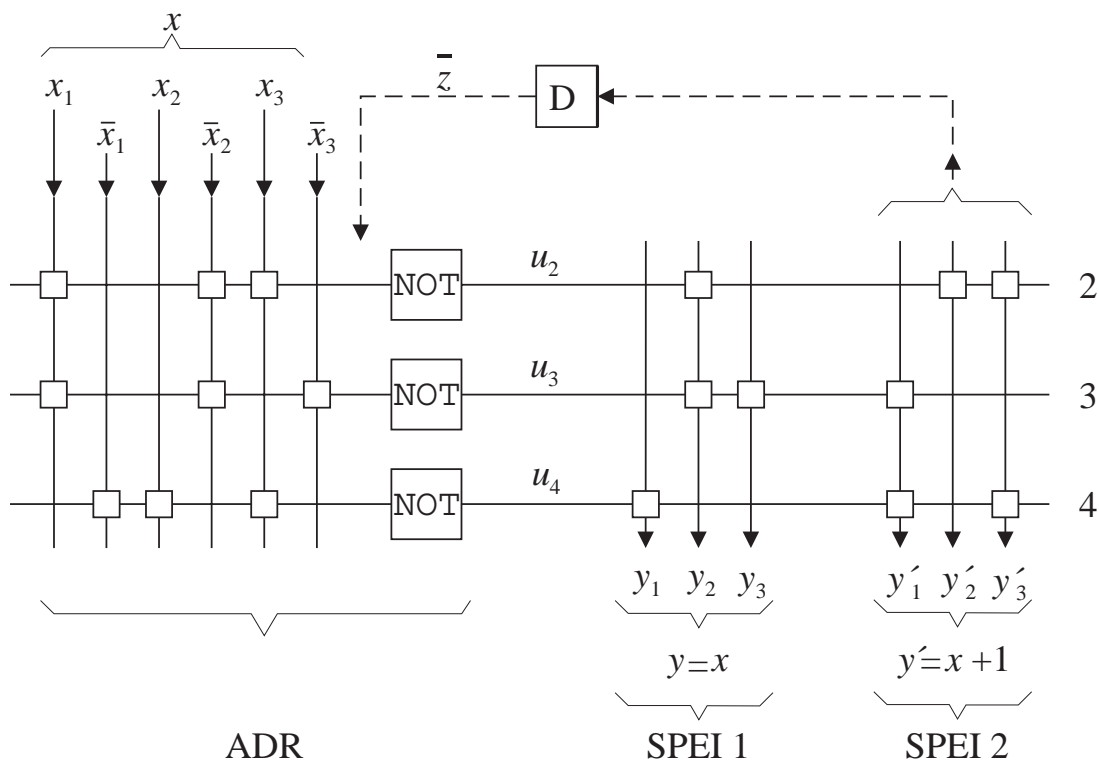 x
x₁ x₂ x₃
x̄₁ x̄₂ x̄₃
z̄
D
NOT u₂ 2
NOT u₃ 3
NOT u₄ 4
y₁ y₂ y₃ y´₁ y´₂ y´₃
y=x y´=x+1
ADR SPEI 1 SPEI 2